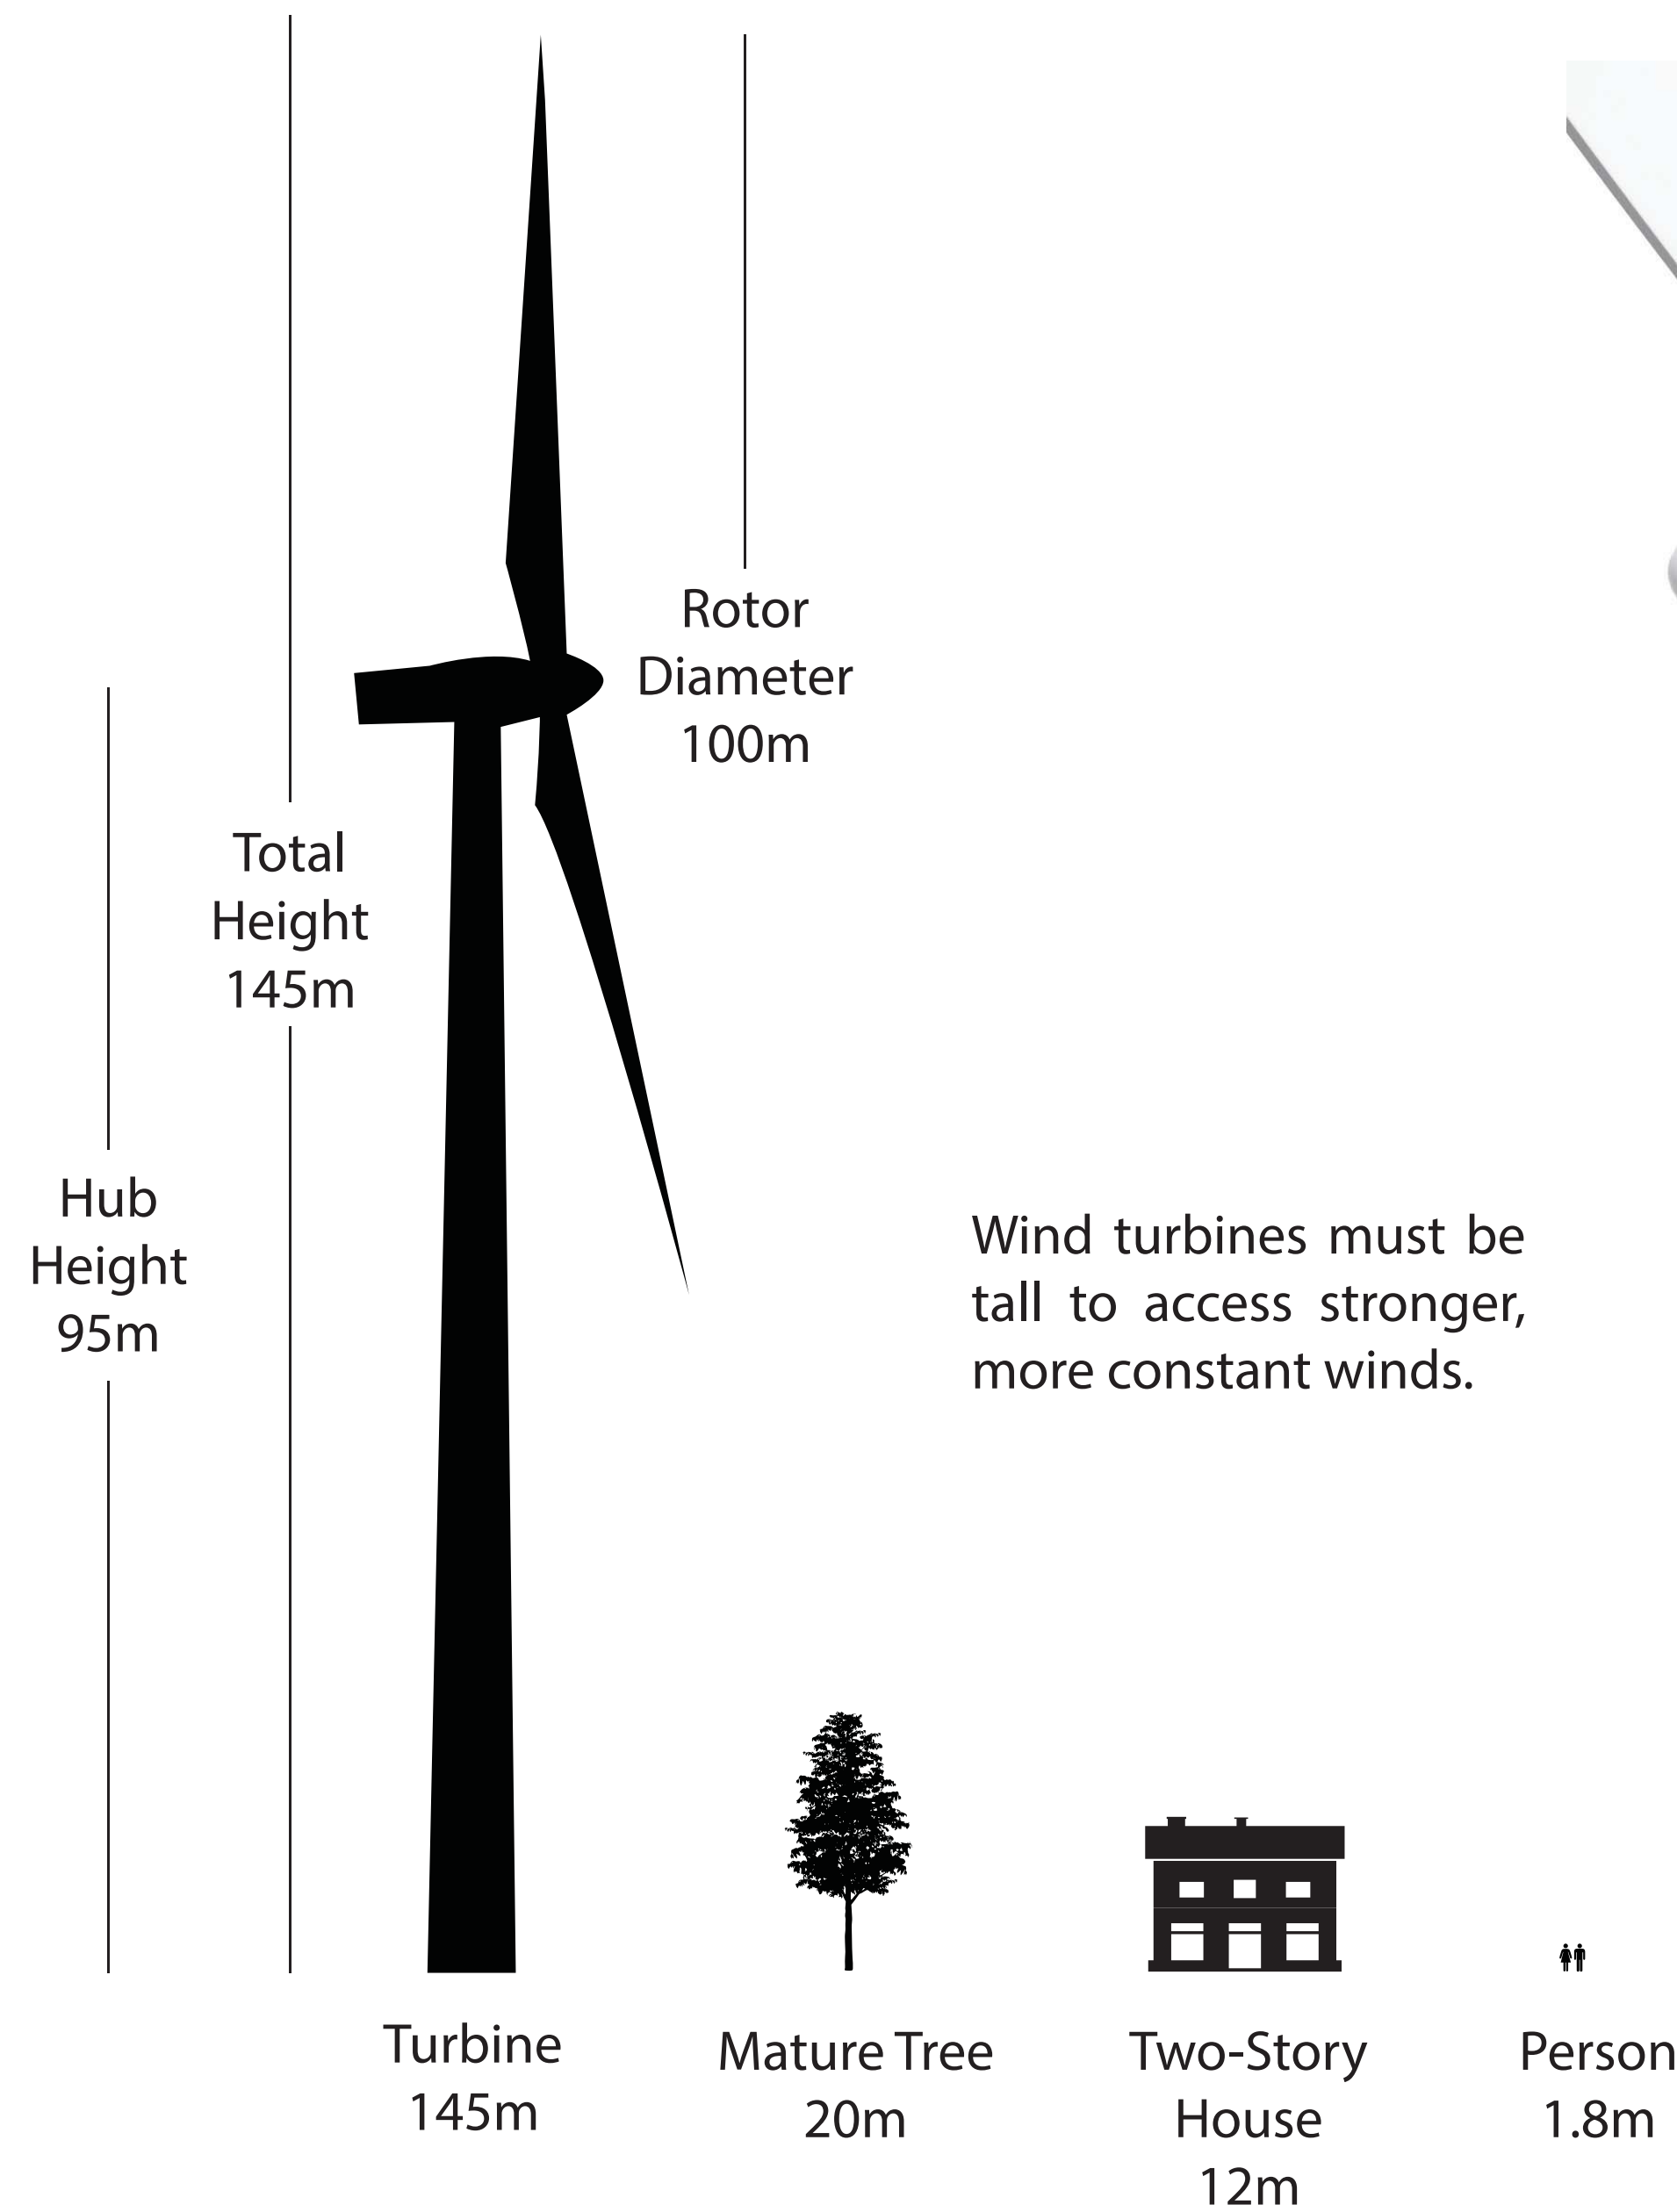 Rotor
Diameter
100m
Total
Height
145m
Hub
Height
95m
Wind turbines must be
tall to access stronger,
more constant winds.
Turbine
145m
Mature Tree
20m
Two-Story
House
12m
Person
1.8m